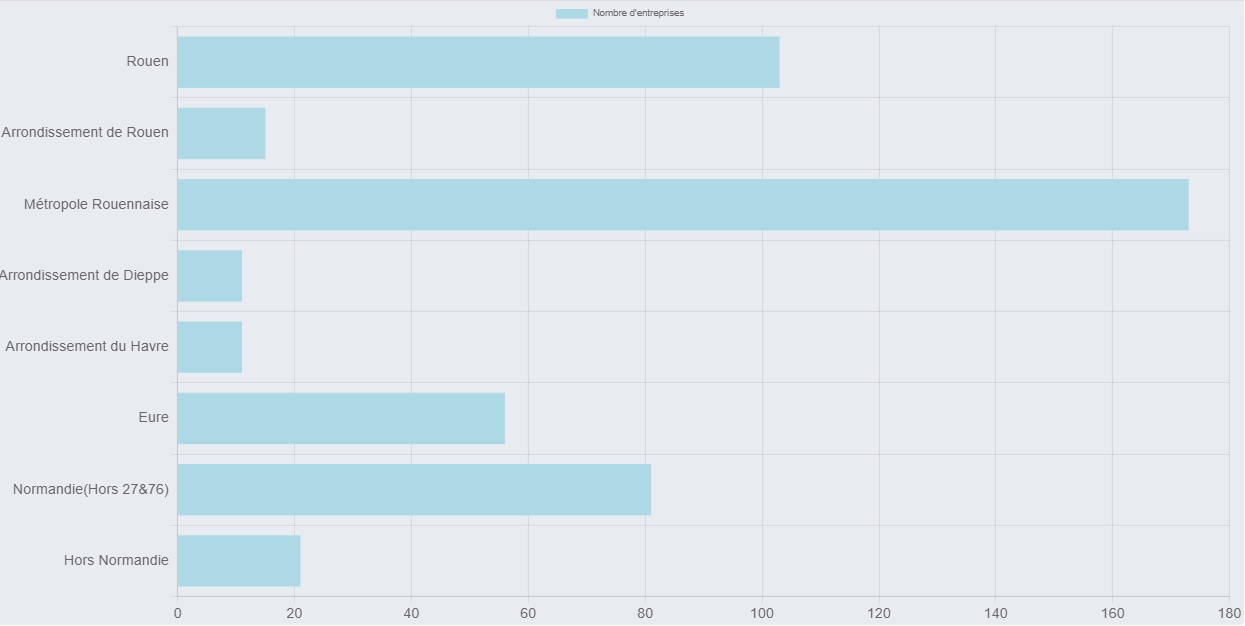 Nombre d'entreprises
Rouen
Arrondissement de Rouen
Métropole Rouennaise
Arrondissement de Dieppe
Arrondissement du Havre
Eure
Normandie(Hors 27&76)
Hors Normandie
0 20 40 60 80 100 120 140 160 180